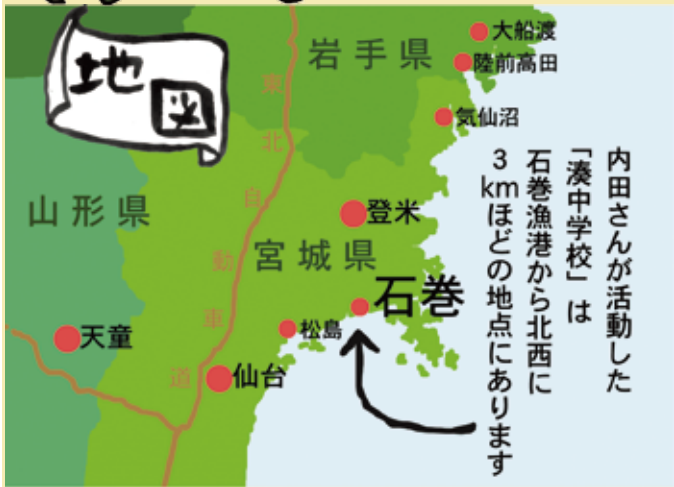 地図
岩手県
大船渡
陸前高田
気仙沼
山形県
登米
宮城県
石巻
松島
天童
仙台
東北自動車道
内田さんが活動した
「湊中学校」は
石巻漁港から北西に
3kmほどの地点にあります